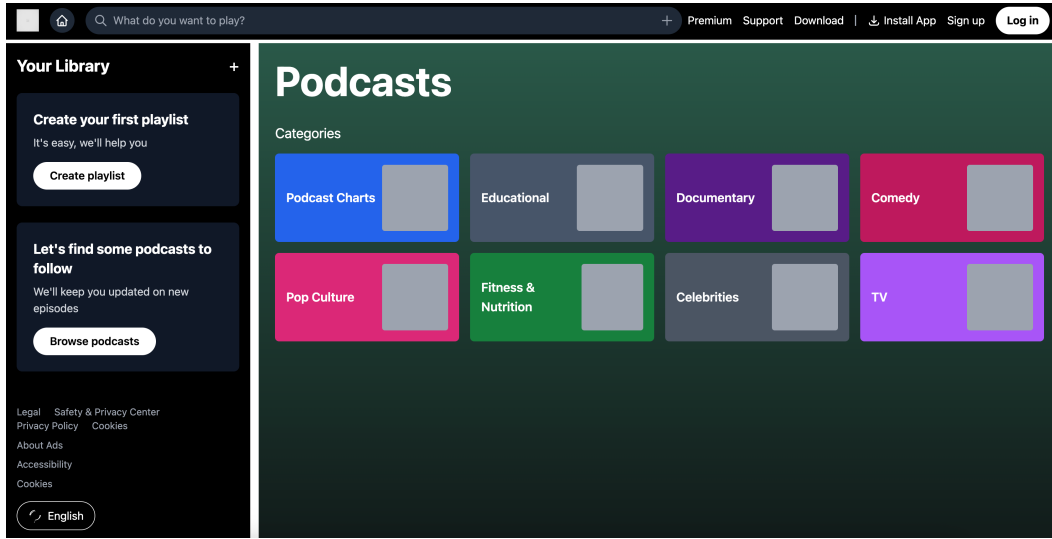 What do you want to play?
Premium Support Download | Install App Sign up Log in
Your Library
Create your first playlist
It's easy, we'll help you
Create playlist
Let's find some podcasts to
follow
We'll keep you updated on new
episodes
Browse podcasts
Legal Safety & Privacy Center
Privacy Policy Cookies
About Ads
Accessibility
Cookies
English
Podcasts
Categories
Podcast Charts
Educational
Documentary
Comedy
Pop Culture
Fitness &
Nutrition
Celebrities
TV